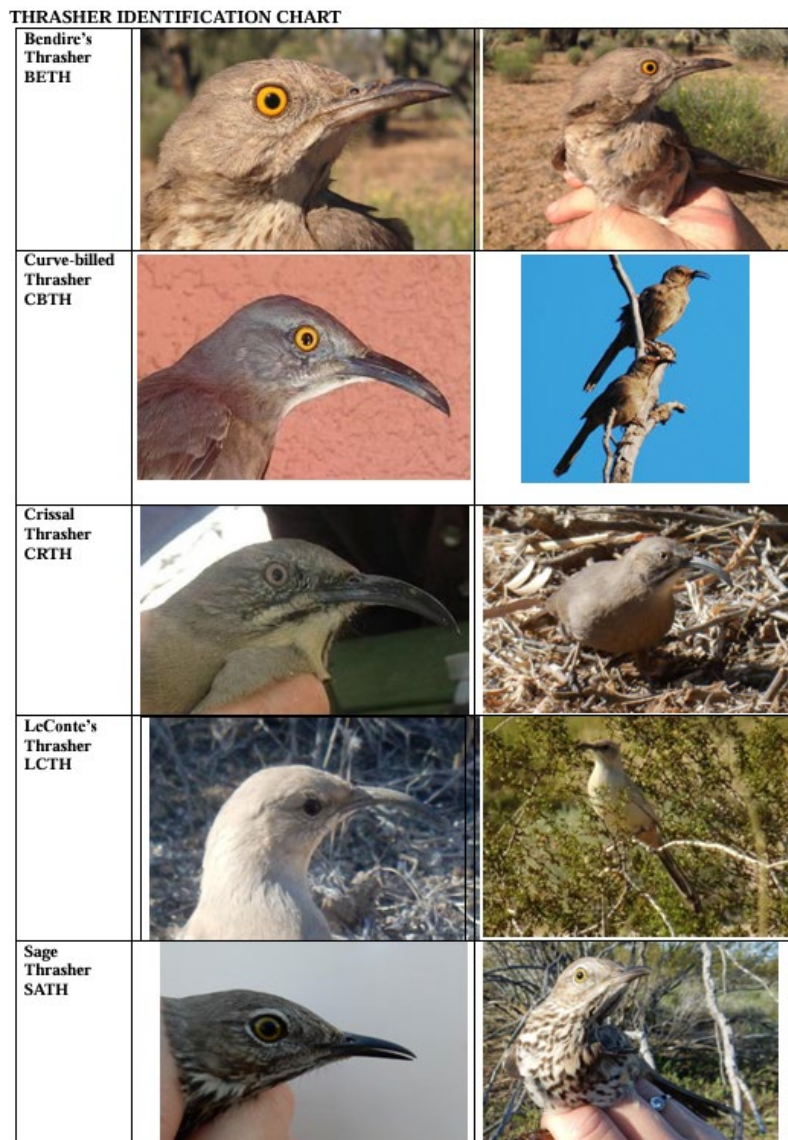 THRASHER IDENTIFICATION CHART
Bendire's
Thrasher
BETH
Curve-billed
Thrasher
CBTH
Crissal
Thrasher
CRTH
LeConte's
Thrasher
LCTH
Sage
Thrasher
SATH